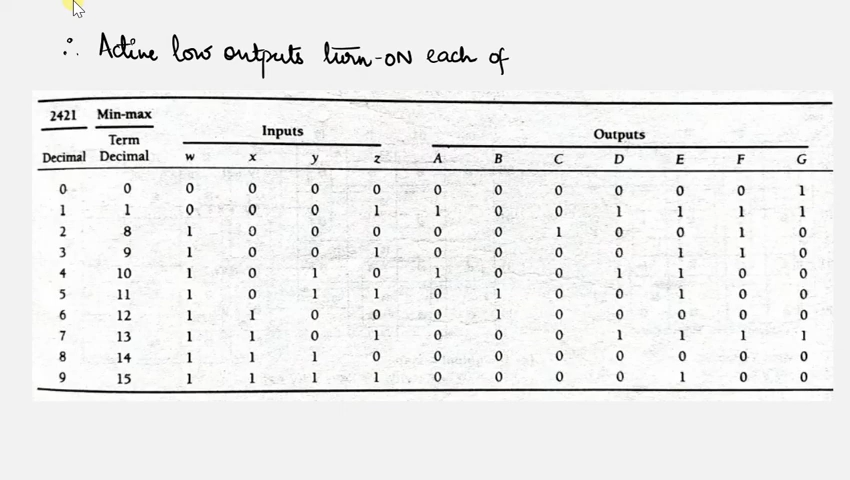 ∴ Active low outputs turn-ON each of
2421 Min-max
Inputs Outputs
Term
Decimal Decimal w x y z A B C D E F G
0 0 0 0 0 0 0 0 0 0 0 0 1
1 1 0 0 0 1 1 0 0 1 1 1 1
2 8 1 0 0 0 0 0 1 0 0 1 0
3 9 1 0 0 1 0 0 0 0 1 1 0
4 10 1 0 1 0 1 0 0 1 1 0 0
5 11 1 0 1 1 0 1 0 0 1 0 0
6 12 1 1 0 0 0 1 0 0 0 0 0
7 13 1 1 0 1 0 0 0 1 1 1 1
8 14 1 1 1 0 0 0 0 0 0 0 0
9 15 1 1 1 1 0 0 0 0 1 0 0